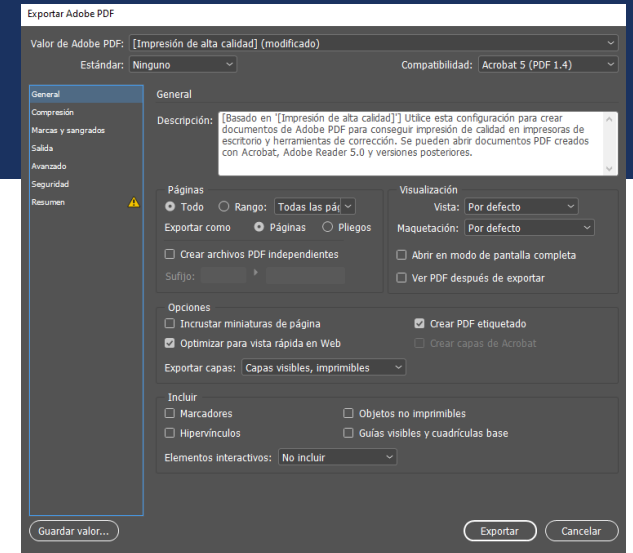 Exportar Adobe PDF
Valor de Adobe PDF: [Impresión de alta calidad] (modificado)
Estándar: Ninguno Compatibilidad: Acrobat 5 (PDF 1.4)
General
Compresión
Marcas y sangrados
Salida
Avanzado
Seguridad
Resumen
General
Descripción: [Basado en '[Impresión de alta calidad]'] Utilice esta configuración para crear
documentos de Adobe PDF para conseguir impresión de calidad en impresoras de
escritorio y herramientas de corrección. Se pueden abrir documentos PDF creados
con Acrobat, Adobe Reader 5.0 y versiones posteriores.
Páginas
Todo Rango: Todas las pág
Exportar como Páginas Pliegos
Crear archivos PDF independientes
Sufijo:
Visualización
Vista: Por defecto
Maquetación: Por defecto
Abrir en modo de pantalla completa
Ver PDF después de exportar
Opciones
Incrustar miniaturas de página Crear PDF etiquetado
Optimizar para vista rápida en Web Crear capas de Acrobat
Exportar capas: Capas visibles, imprimibles
Incluir
Marcadores Objetos no imprimibles
Hipervínculos Guías visibles y cuadrículas base
Elementos interactivos: No incluir
Guardar valor... Exportar Cancelar